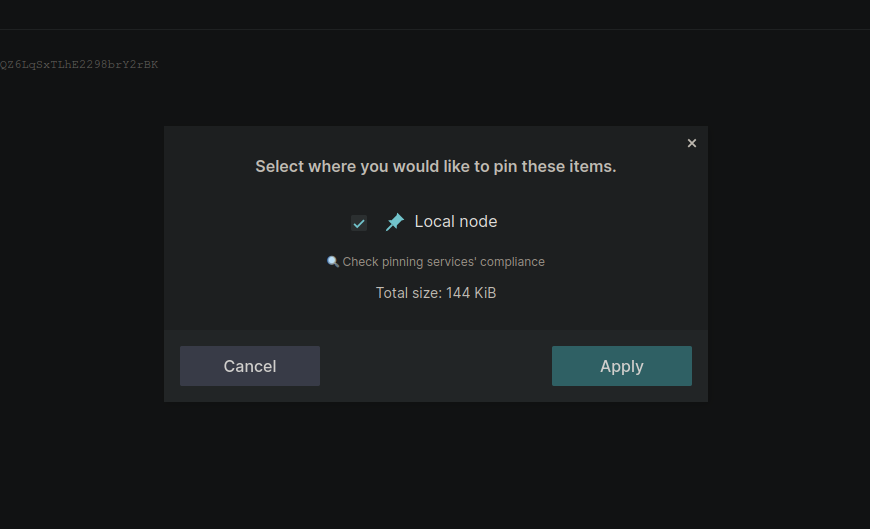 QZ6LqSxTLhE2298brY2rBK
×
Select where you would like to pin these items.
Local node
Check pinning services' compliance
Total size: 144 KiB
Cancel
Apply